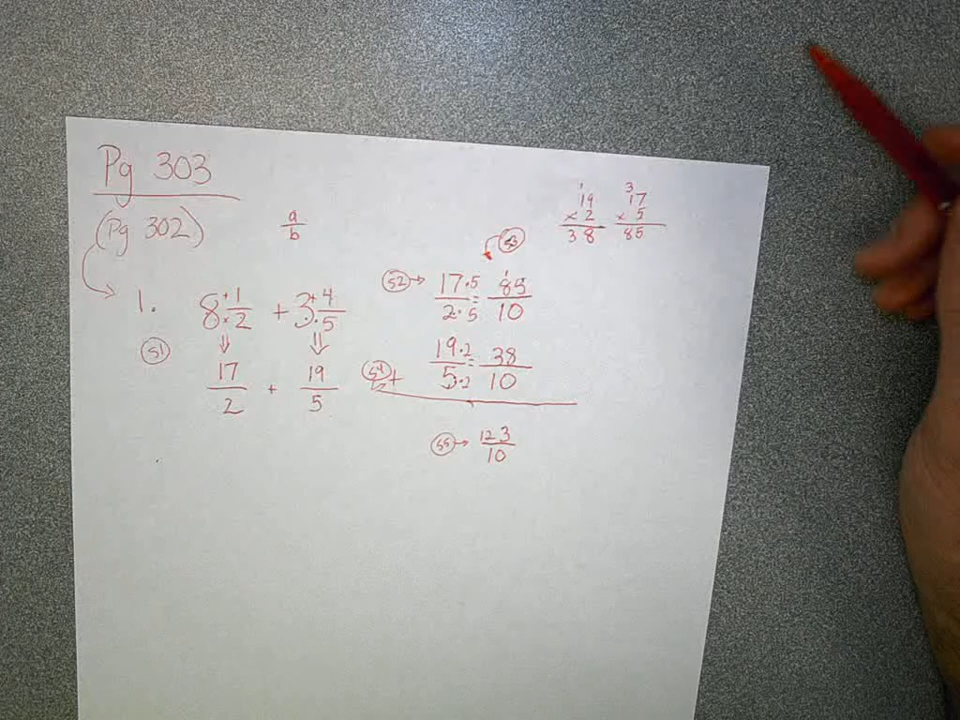 Pg 303
(Pg 302)
a/b
1. 8 + 1/2 + 3 + 4/5
S1
17/2 + 19/5
S2 → 17·5/2·5 = 85/10
S3
19·2/5·2 = 38/10
S4 +
S5 → 123/10
1
19
× 2
38
3
17
× 5
85